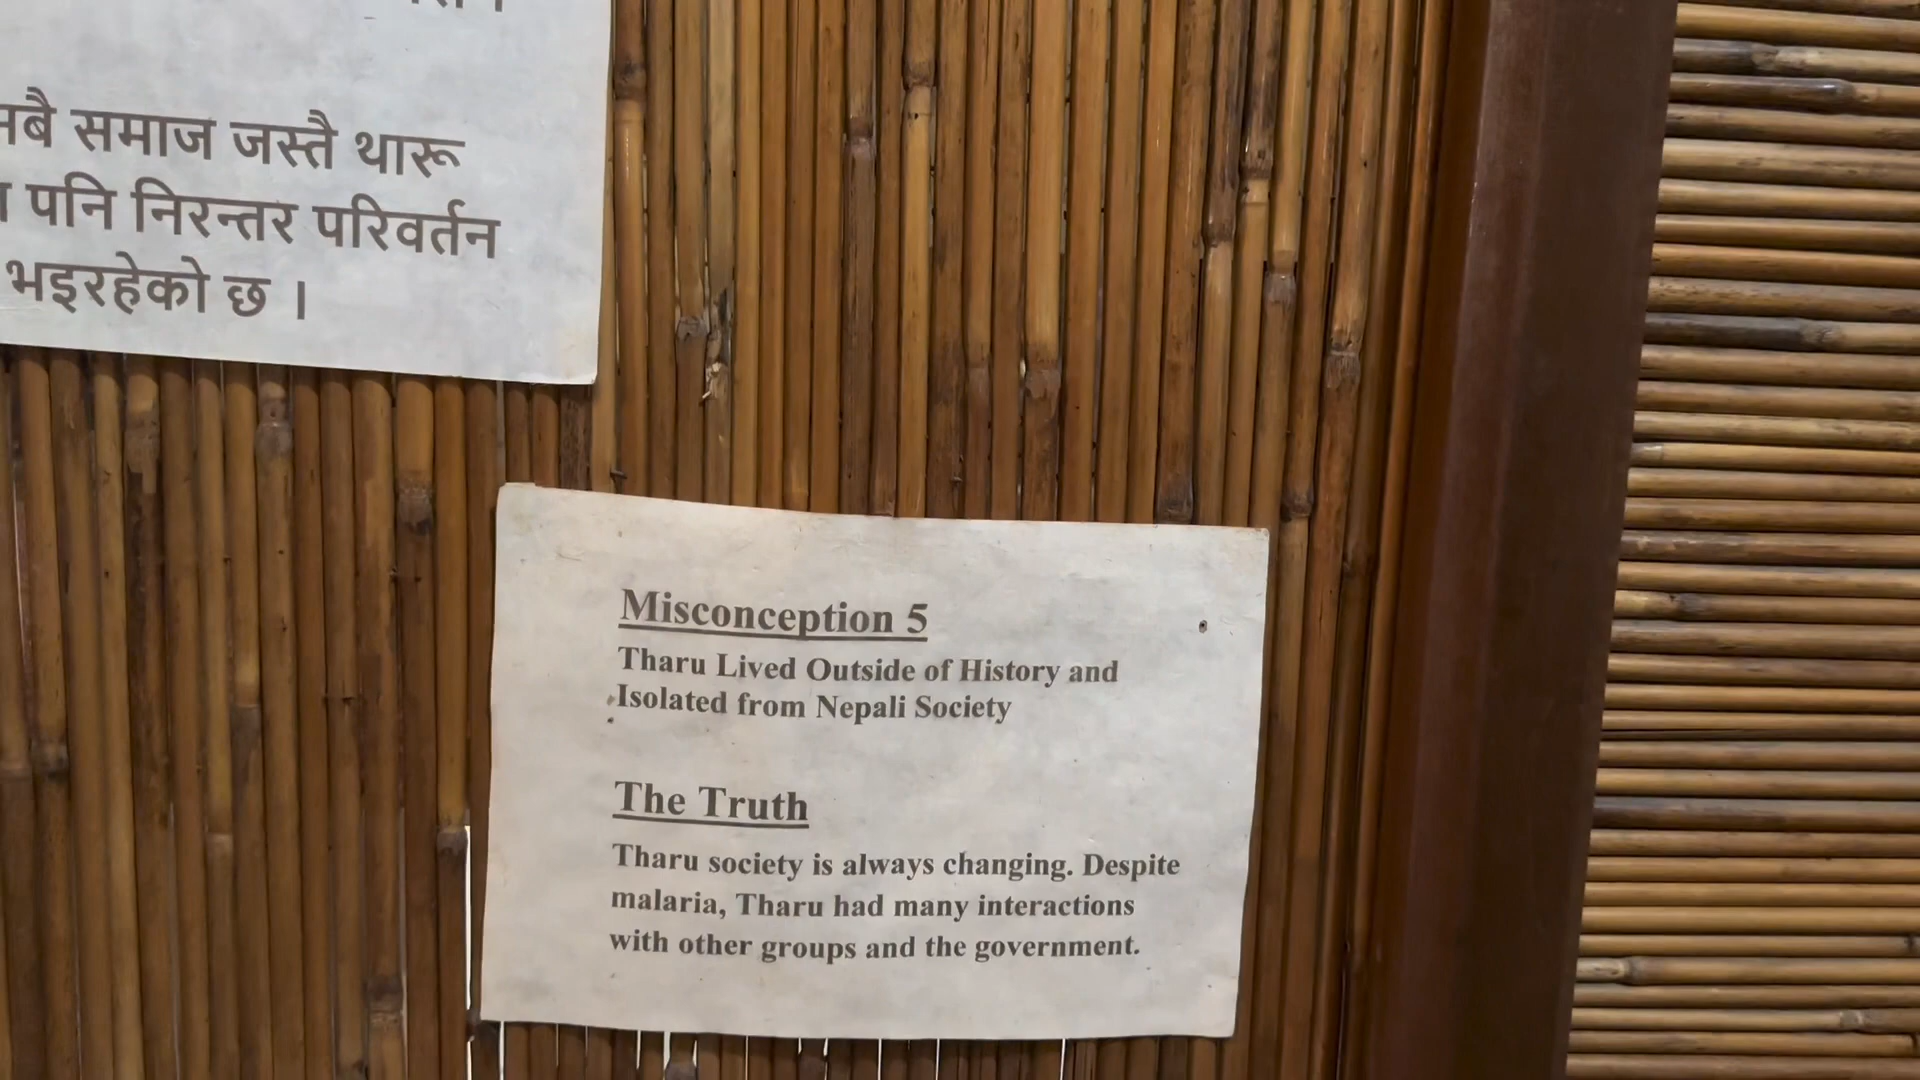 समाज जस्तै थारू
पनि निरन्तर परिवर्तन
भइरहेको छ ।
Misconception 5
Tharu Lived Outside of History and
Isolated from Nepali Society
The Truth
Tharu society is always changing. Despite
malaria, Tharu had many interactions
with other groups and the government.